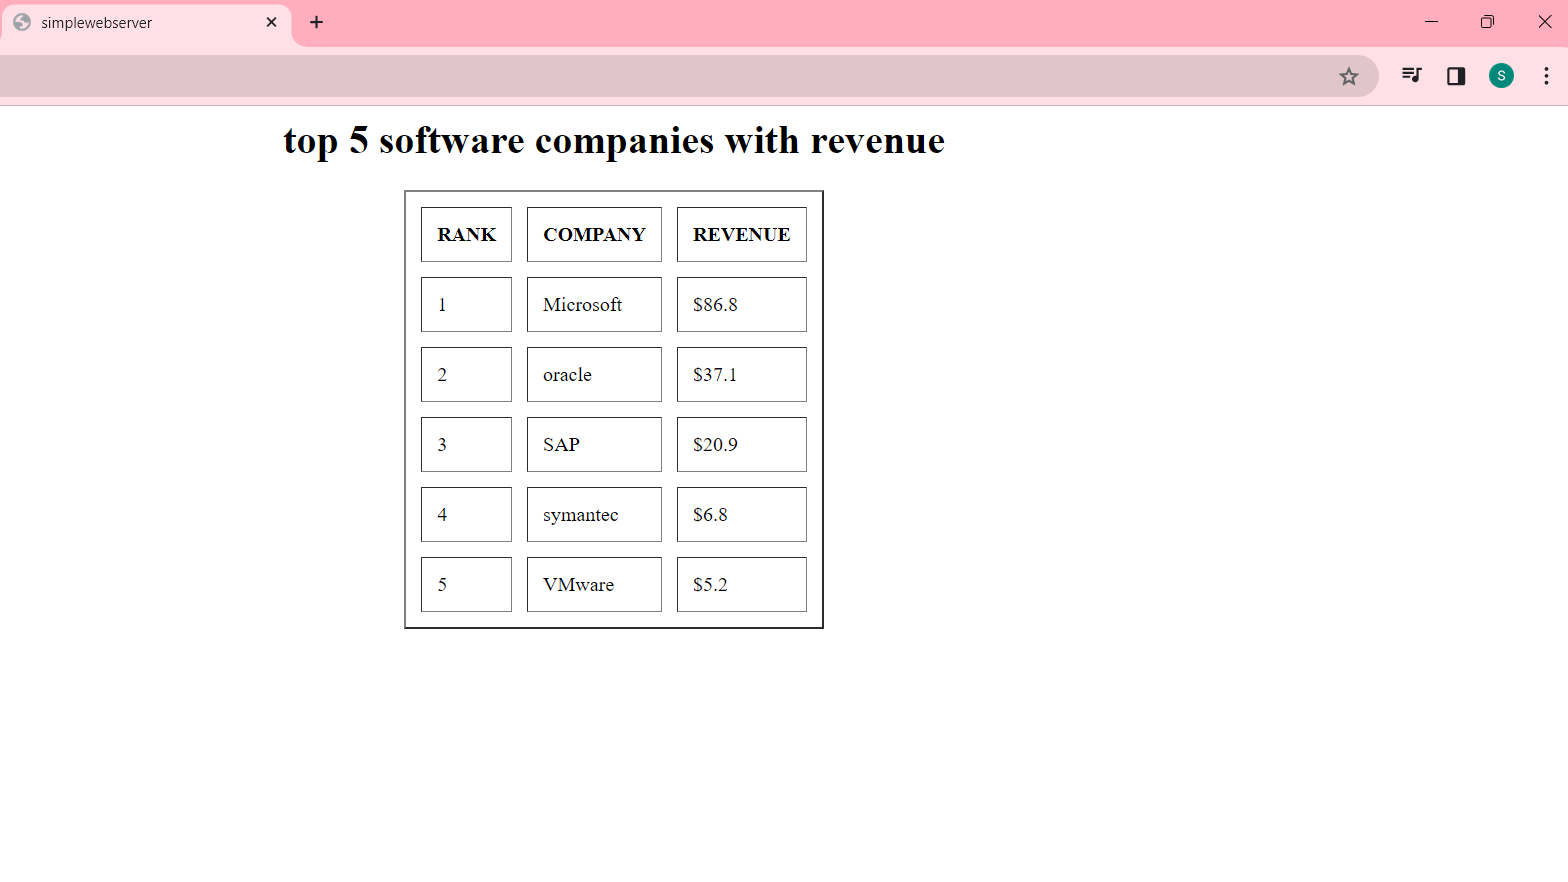 simplewebserver
S
top 5 software companies with revenue
RANK COMPANY REVENUE
1 Microsoft $86.8
2 oracle $37.1
3 SAP $20.9
4 symantec $6.8
5 VMware $5.2